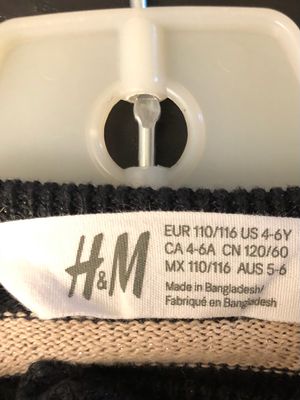 H&M
EUR 110/116 US 4-6Y
CA 4-6A CN 120/60
MX 110/116 AUS 5-6
Made in Bangladesh/
Fabriqué en Bangladesh